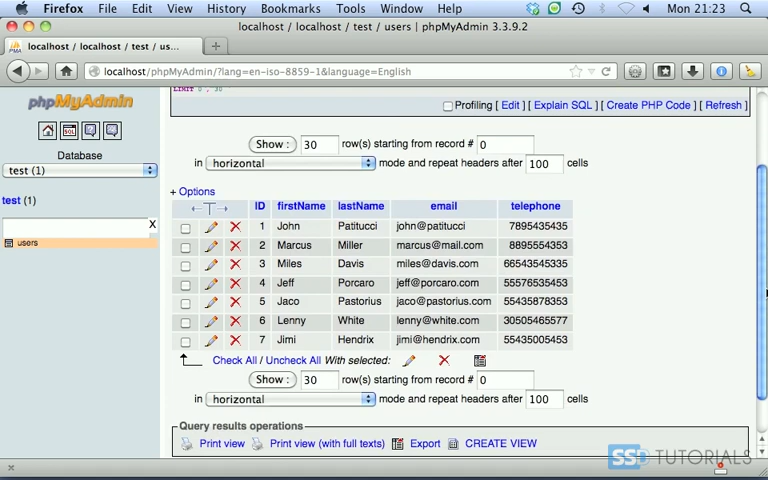 Firefox File Edit View History Bookmarks Tools Window Help Mon 21:23
localhost / localhost / test / users | phpMyAdmin 3.3.9.2
localhost / localhost / test / us...
localhost/phpMyAdmin/?lang=en-iso-8859-1&language=English
phpMyAdmin
Database
test (1)
test (1)
X
users
Profiling [ Edit ] [ Explain SQL ] [ Create PHP Code ] [ Refresh ]
Show : 30 row(s) starting from record # 0
in horizontal mode and repeat headers after 100 cells
+ Options
ID firstName lastName email telephone
1 John Patitucci john@patitucci 7895435435
2 Marcus Miller marcus@mail.com 8895554353
3 Miles Davis miles@davis.com 66543545335
4 Jeff Porcaro jeff@porcaro.com 55576535453
5 Jaco Pastorius jaco@pastorius.com 55435878353
6 Lenny White lenny@white.com 30505465577
7 Jimi Hendrix jimi@hendrix.com 55435005453
Check All / Uncheck All With selected:
Show : 30 row(s) starting from record # 0
in horizontal mode and repeat headers after 100 cells
Query results operations
Print view Print view (with full texts) Export CREATE VIEW
SSD TUTORIALS